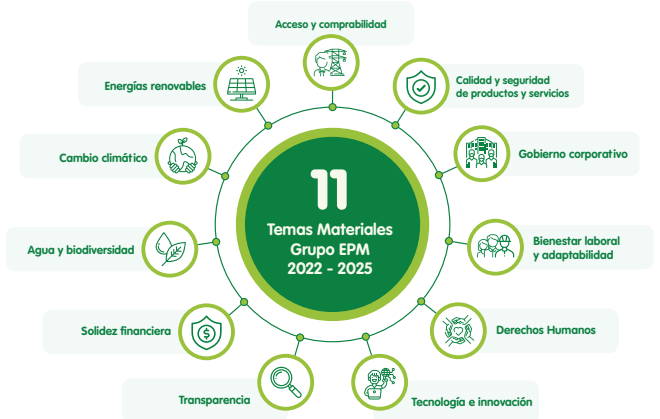 Acceso y comprabilidad
Calidad y seguridad
de productos y servicios
Gobierno corporativo
Bienestar laboral
y adaptabilidad
Derechos Humanos
Tecnología e innovación
Transparencia
Solidez financiera
Agua y biodiversidad
Cambio climático
Energías renovables
11
Temas Materiales
Grupo EPM
2022 - 2025